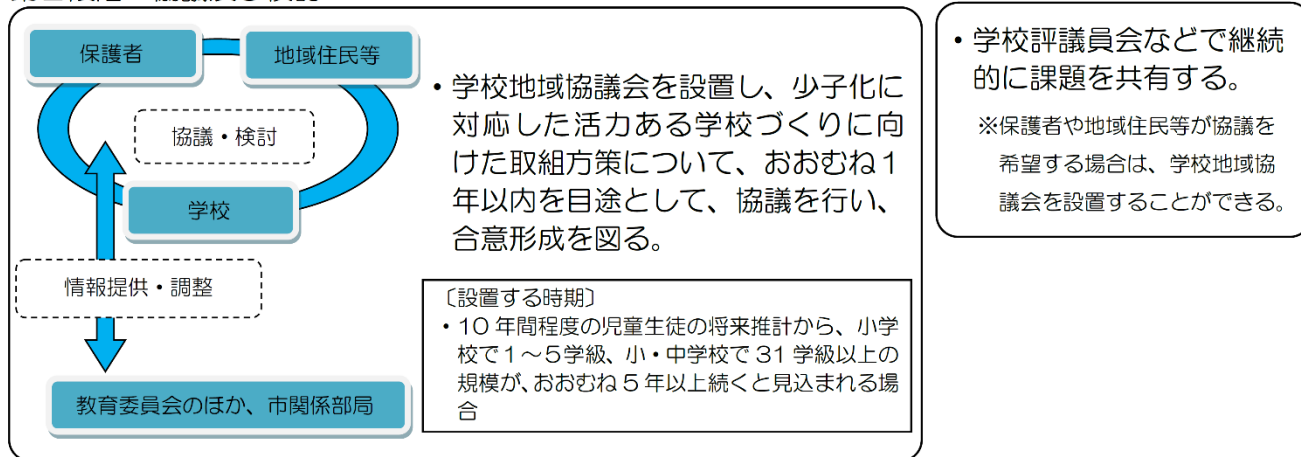 保護者
地域住民等
協議・検討
学校
情報提供・調整
教育委員会のほか、市関係部局
・学校地域協議会を設置し、少子化に
対応した活力ある学校づくりに向
けた取組方策について、おおむね1
年以内を目途として、協議を行い、
合意形成を図る。
〔設置する時期〕
・10 年間程度の児童生徒の将来推計から、小学
校で1~5学級、小・中学校で 31 学級以上の
規模が、おおむね 5 年以上続くと見込まれる場
合
・学校評議員会などで継続
的に課題を共有する。
※保護者や地域住民等が協議を
希望する場合は、学校地域協
議会を設置することができる。